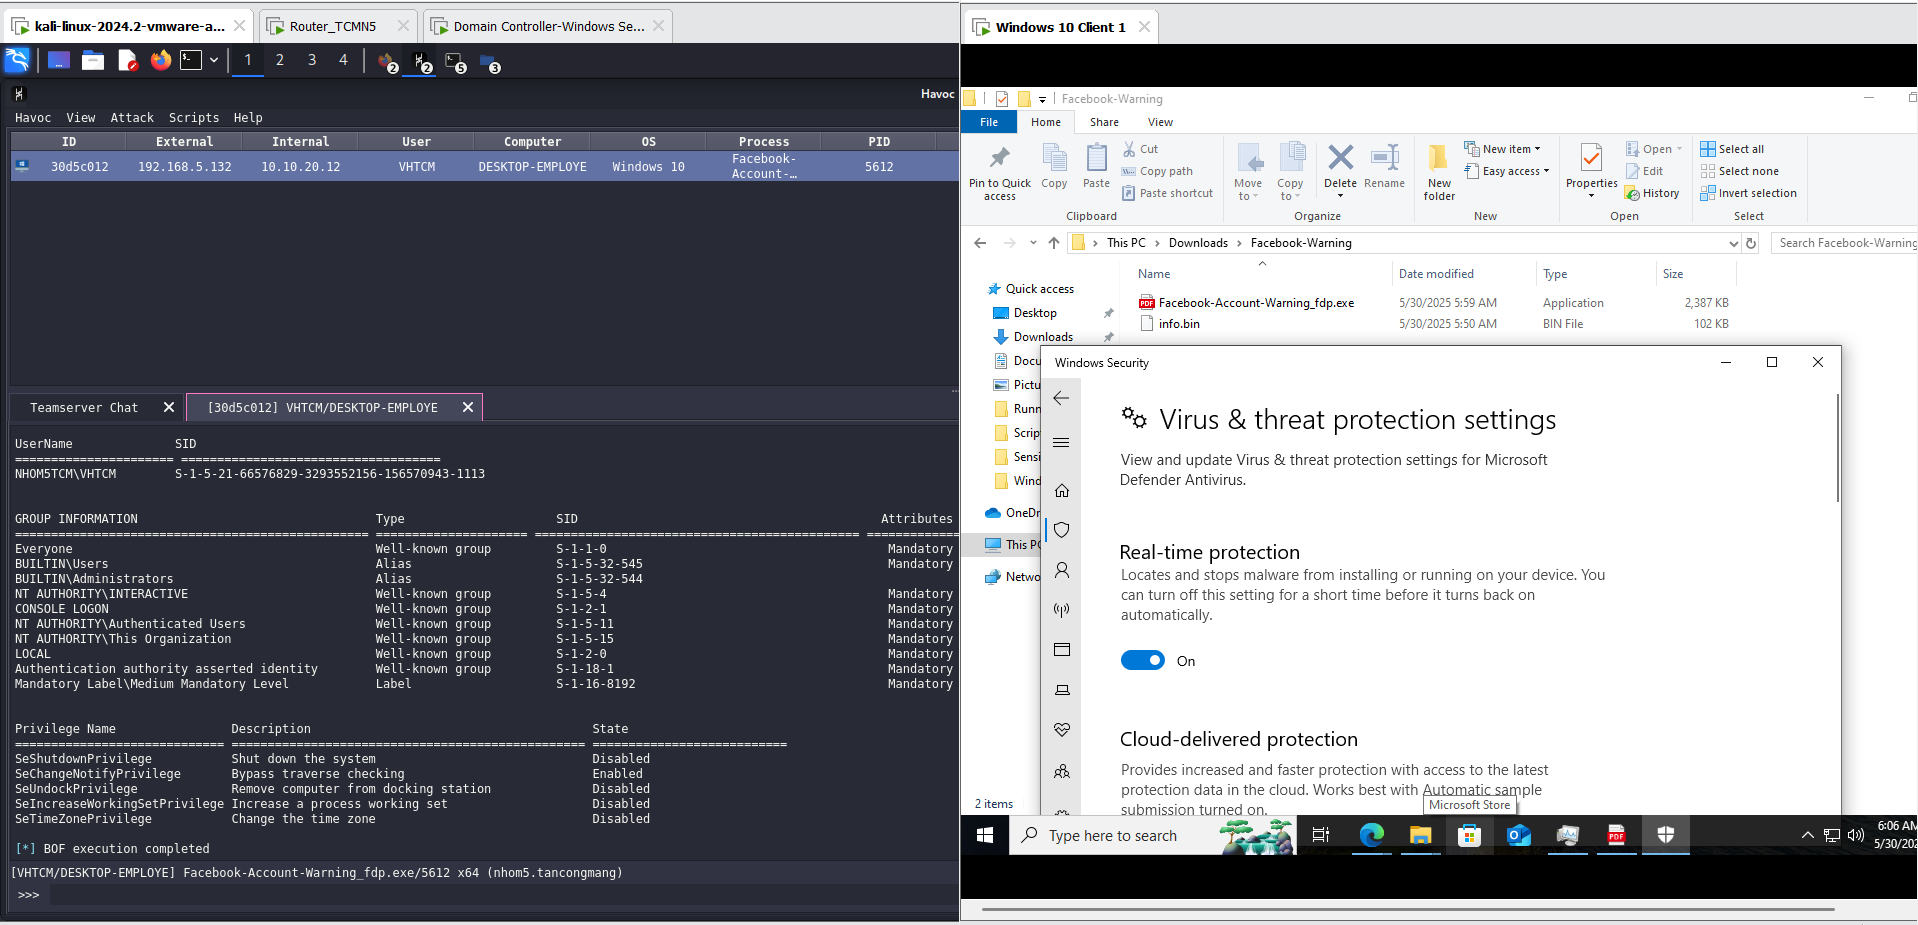 kali-linux-2024.2-vmware-a...
Router_TCMN5
Domain Controller-Windows Se...
1 2 3 4
2
2
5
3
Havoc
Havoc View Attack Scripts Help
ID External Internal User Computer OS Process PID
30d5c012 192.168.5.132 10.10.20.12 VHTCM DESKTOP-EMPLOYE Windows 10 Facebook-Account-… 5612
Teamserver Chat
[30d5c012] VHTCM/DESKTOP-EMPLOYE
UserName SID
====================== ====================================
NHOM5TCM\VHTCM S-1-5-21-66576829-3293552156-156570943-1113
GROUP INFORMATION Type SID Attributes
================================================= ===================== ============================================= =============
Everyone Well-known group S-1-1-0 Mandatory
BUILTIN\Users Alias S-1-5-32-545 Mandatory
BUILTIN\Administrators Alias S-1-5-32-544
NT AUTHORITY\INTERACTIVE Well-known group S-1-5-4 Mandatory
CONSOLE LOGON Well-known group S-1-2-1 Mandatory
NT AUTHORITY\Authenticated Users Well-known group S-1-5-11 Mandatory
NT AUTHORITY\This Organization Well-known group S-1-5-15 Mandatory
LOCAL Well-known group S-1-2-0 Mandatory
Authentication authority asserted identity Well-known group S-1-18-1 Mandatory
Mandatory Label\Medium Mandatory Level Label S-1-16-8192 Mandatory
Privilege Name Description State
============================= ================================================= ===========================
SeShutdownPrivilege Shut down the system Disabled
SeChangeNotifyPrivilege Bypass traverse checking Enabled
SeUndockPrivilege Remove computer from docking station Disabled
SeIncreaseWorkingSetPrivilege Increase a process working set Disabled
SeTimeZonePrivilege Change the time zone Disabled
[*] BOF execution completed
[VHTCM/DESKTOP-EMPLOYE] Facebook-Account-Warning_fdp.exe/5612 x64 (nhom5.tancongmang)
>>>
Windows 10 Client 1
Facebook-Warning
File Home Share View
Pin to Quick access
Copy
Paste
Cut
Copy path
Paste shortcut
Clipboard
Move to
Copy to
Delete
Rename
Organize
New folder
New item
Easy access
New
Properties
Open
Edit
History
Open
Select all
Select none
Invert selection
Select
This PC > Downloads > Facebook-Warning
Search Facebook-Warning
Name Date modified Type Size
Facebook-Account-Warning_fdp.exe 5/30/2025 5:59 AM Application 2,387 KB
info.bin 5/30/2025 5:50 AM BIN File 102 KB
Quick access
Desktop
Downloads
Docu
Pictu
Runn
Scrip
Sensi
Wind
OneDr
This PC
Netwo
2 items
Windows Security
Virus & threat protection settings
View and update Virus & threat protection settings for Microsoft
Defender Antivirus.
Real-time protection
Locates and stops malware from installing or running on your device. You
can turn off this setting for a short time before it turns back on
automatically.
On
Cloud-delivered protection
Provides increased and faster protection with access to the latest
protection data in the cloud. Works best with Automatic sample
submission turned on.
Microsoft Store
Type here to search
PDF
6:06 AM
5/30/202